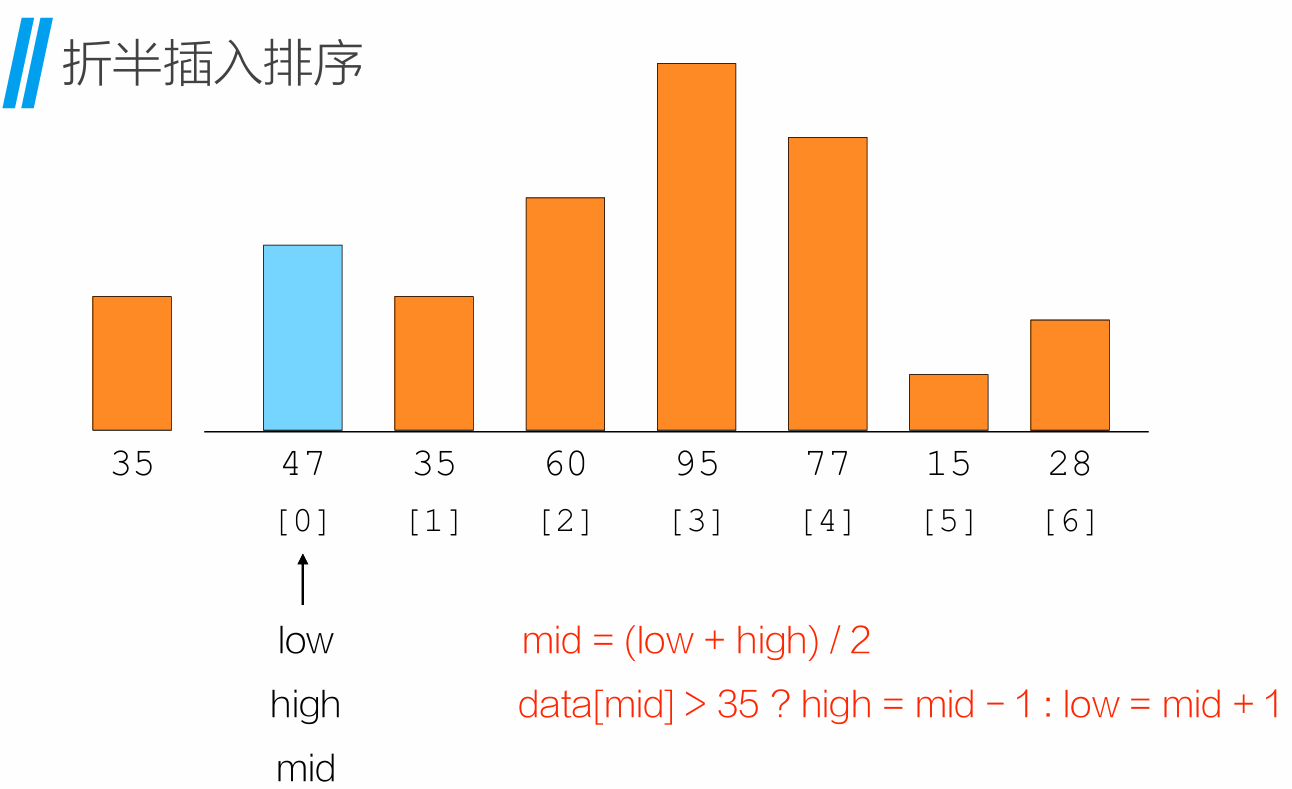 折半插入排序
35 47 35 60 95 77 15 28
[0] [1] [2] [3] [4] [5] [6]
low mid = (low + high) / 2
high data[mid] > 35 ? high = mid - 1 : low = mid + 1
mid